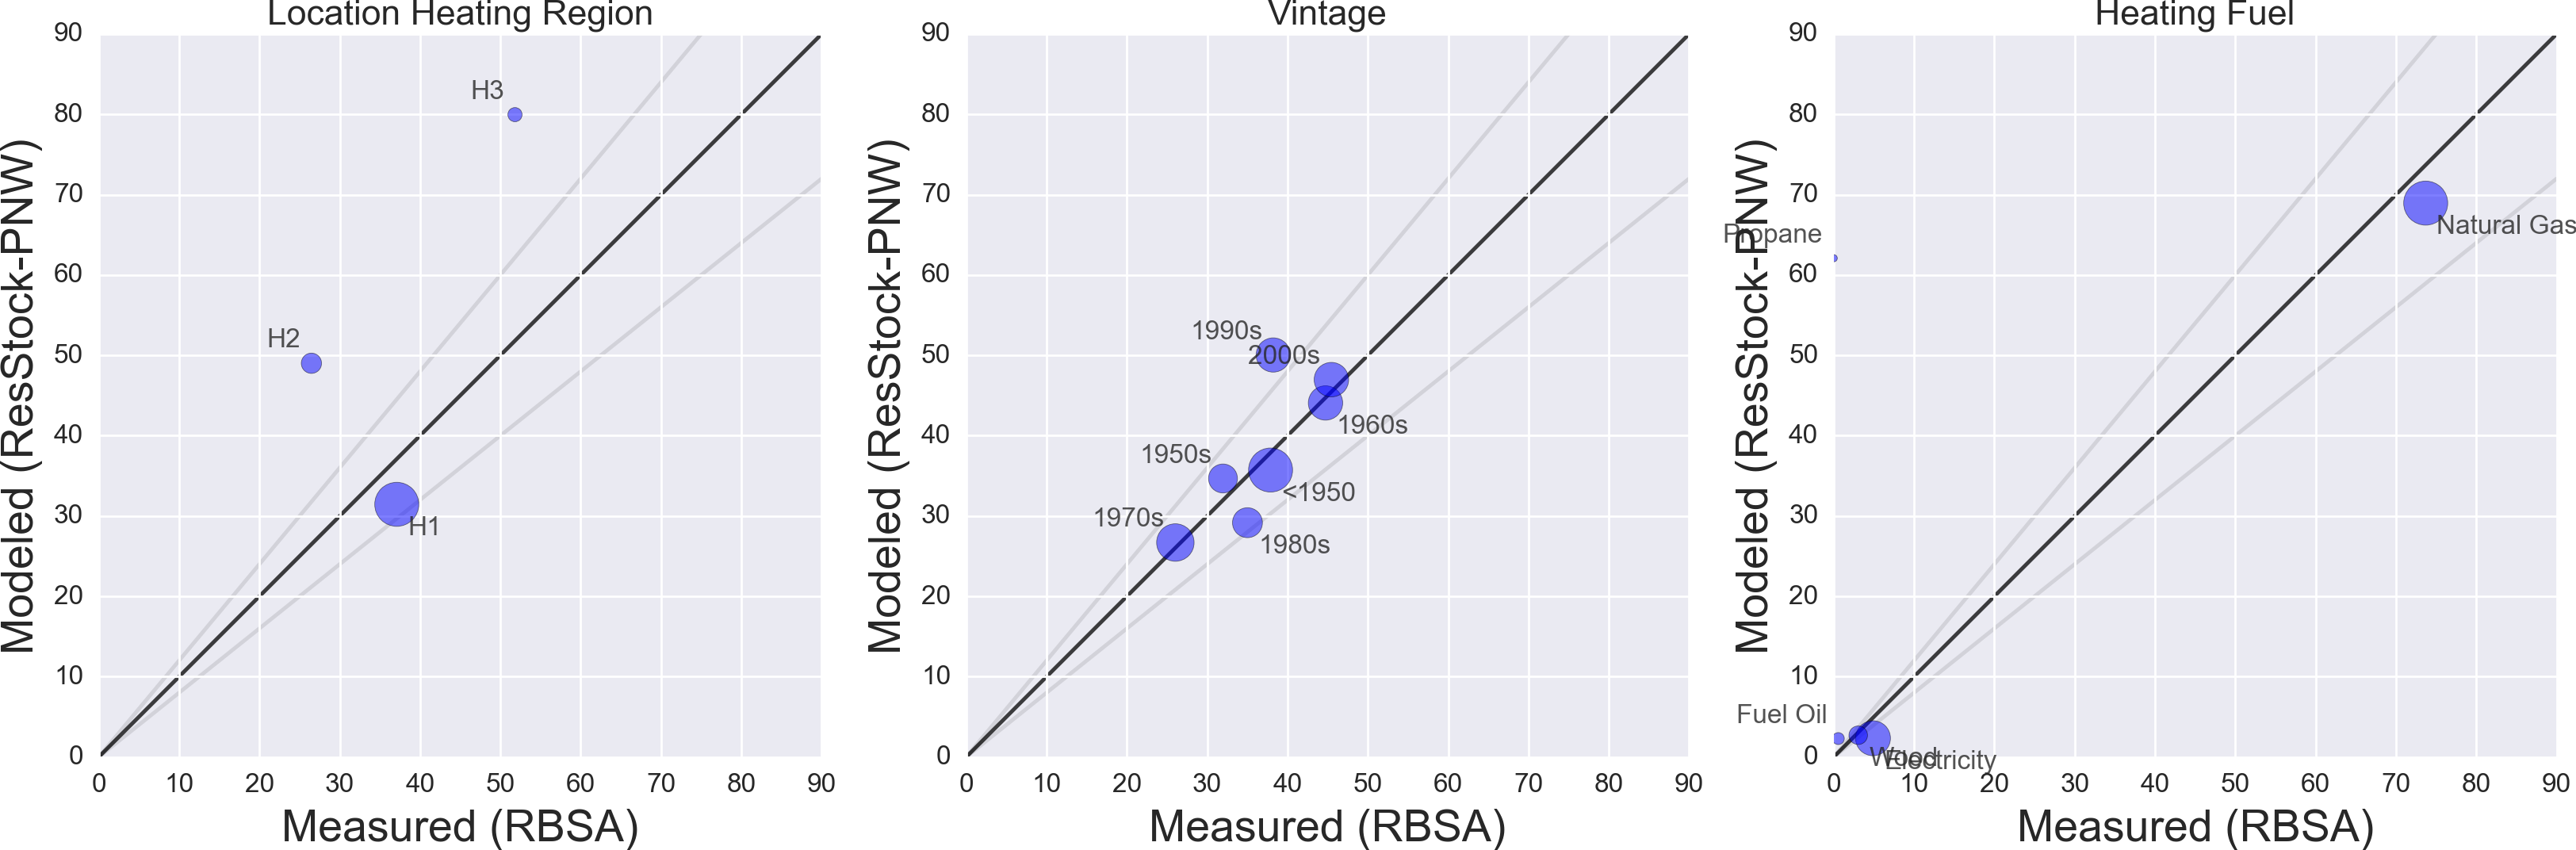 Location Heating Region
90
80
70
60
50
40
30
20
10
0
H3
H2
H1
0 10 20 30 40 50 60 70 80 90
Modeled (ResStock-PNW)
Measured (RBSA)
Vintage
90
80
70
60
50
40
30
20
10
0
1990s
2000s
1960s
1950s
<1950
1970s
1980s
0 10 20 30 40 50 60 70 80 90
Modeled (ResStock-PNW)
Measured (RBSA)
Heating Fuel
90
80
70
60
50
40
30
20
10
0
Natural Gas
Propane
Fuel Oil
Wood
Electricity
0 10 20 30 40 50 60 70 80 90
Modeled (ResStock-PNW)
Measured (RBSA)